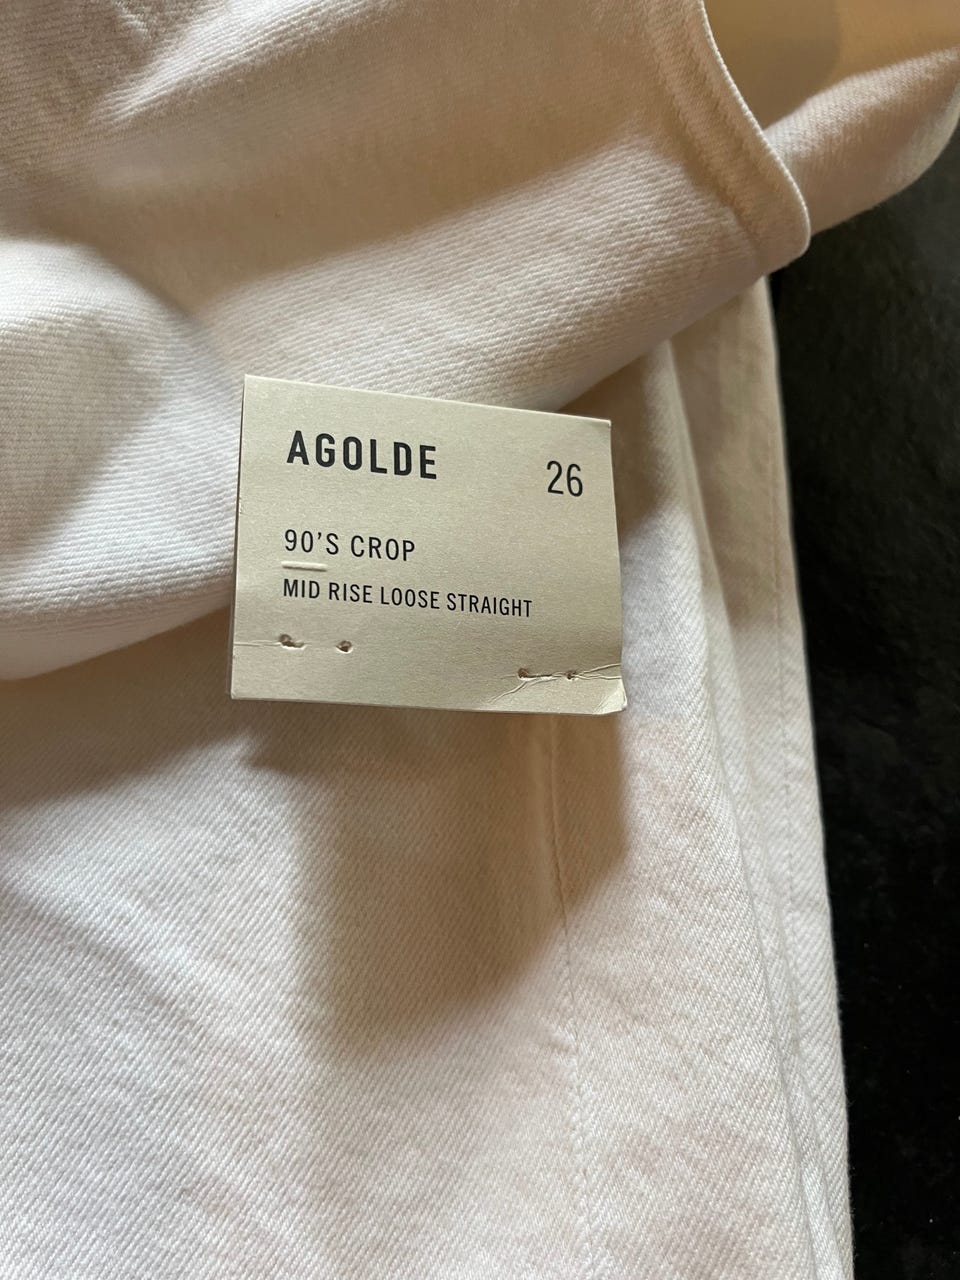 AGOLDE
26
90'S CROP
MID RISE LOOSE STRAIGHT